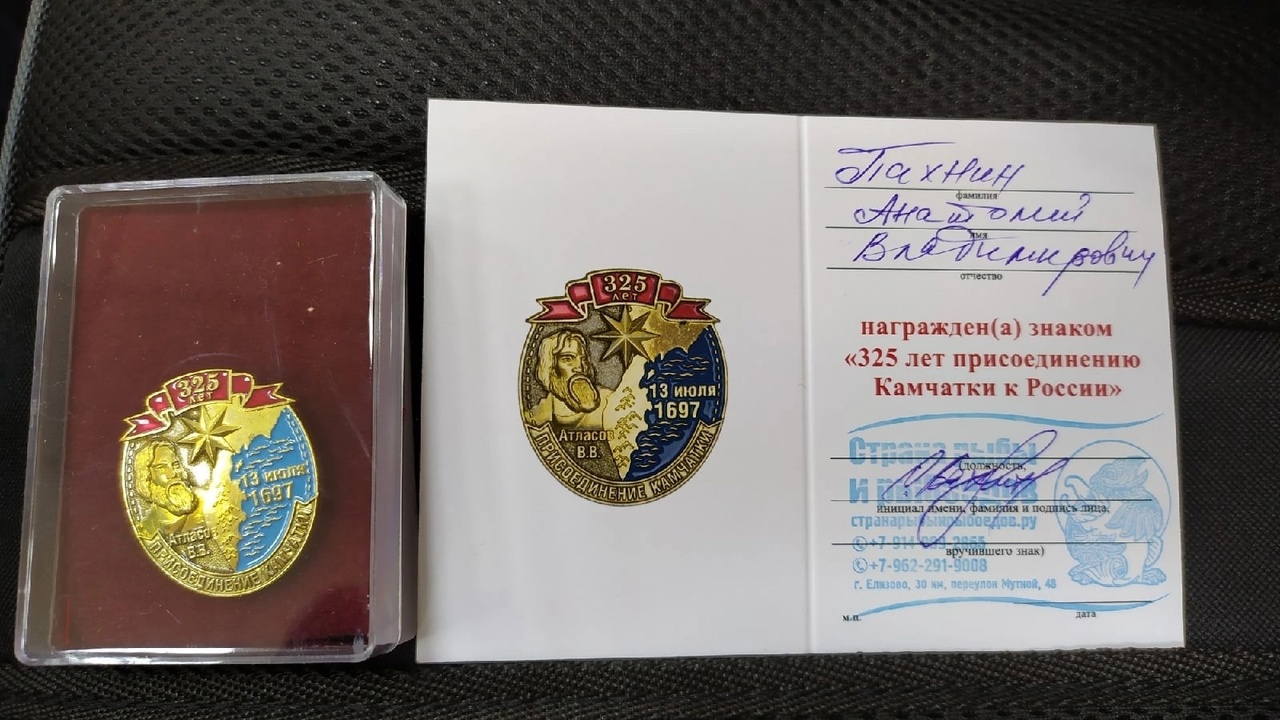 325
лет
13 июля
1697
Атласов
В.В.
ПРИСОЕДИНЕНИЕ КАМЧАТКИ
325
лет
13 июля
1697
Атласов
В.В.
ПРИСОЕДИНЕНИЕ КАМЧАТКИ
Пахнин
фамилия
Анатолий
имя
Владимирович
отчество
награжден(а) знаком
«325 лет присоединению
Камчатки к России»
Страна рыбы
(должность,
и
инициал имени, фамилия и подпись лица,
странарыбыирыбоедов.ру
вручившего знак)
+7-962-291-9008
г. Елизово, 30 км, переулок Мутной, 48
м.п.
дата